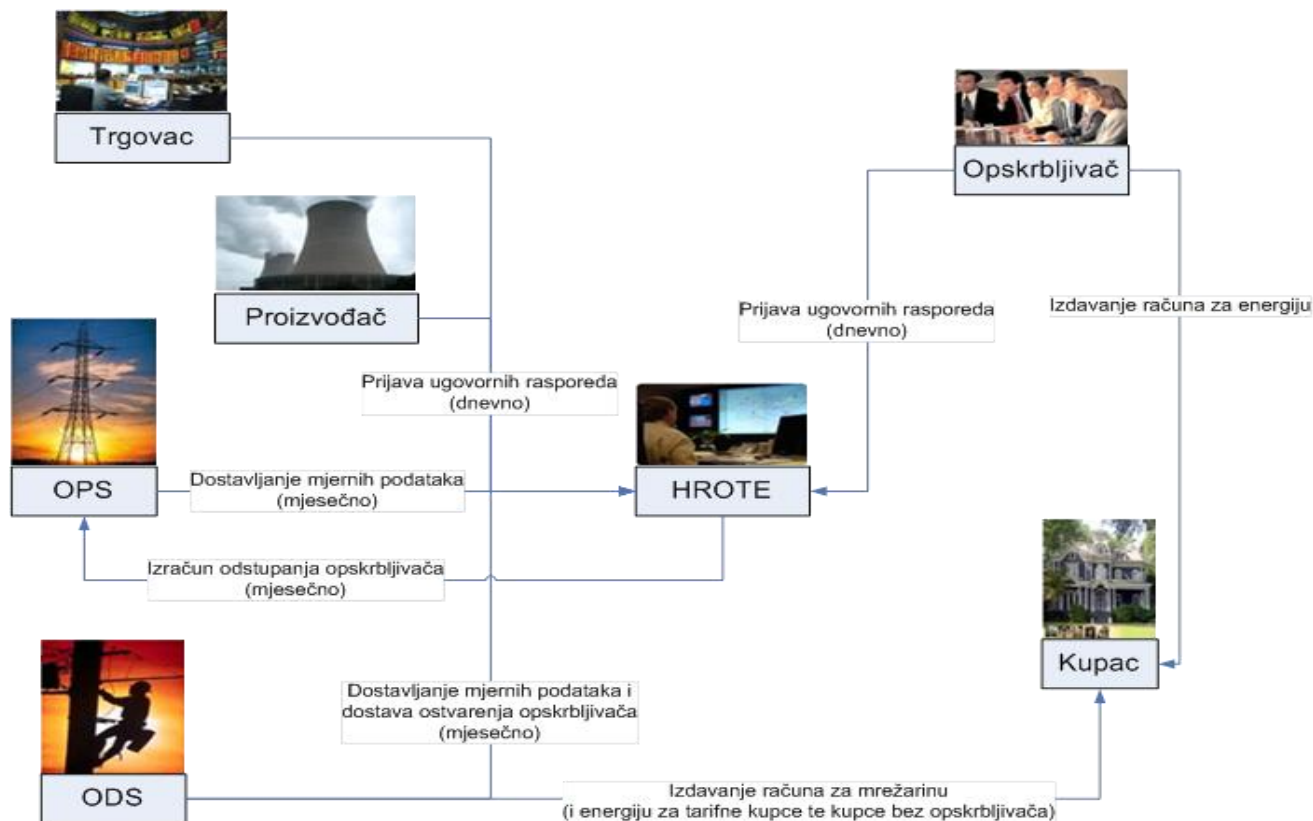 Trgovac
Opskrbljivač
Proizvođač
Prijava ugovornih rasporeda
(dnevno)
Izdavanje računa za energiju
Prijava ugovornih rasporeda
(dnevno)
OPS
Dostavljanje mjernih podataka
(mjesečno)
HROTE
Izračun odstupanja opskrbljivača
(mjesečno)
Kupac
Dostavljanje mjernih podataka i
dostava ostvarenja opskrbljivača
(mjesečno)
ODS
Izdavanje računa za mrežarinu
(i energiju za tarifne kupce te kupce bez opskrbljivača)